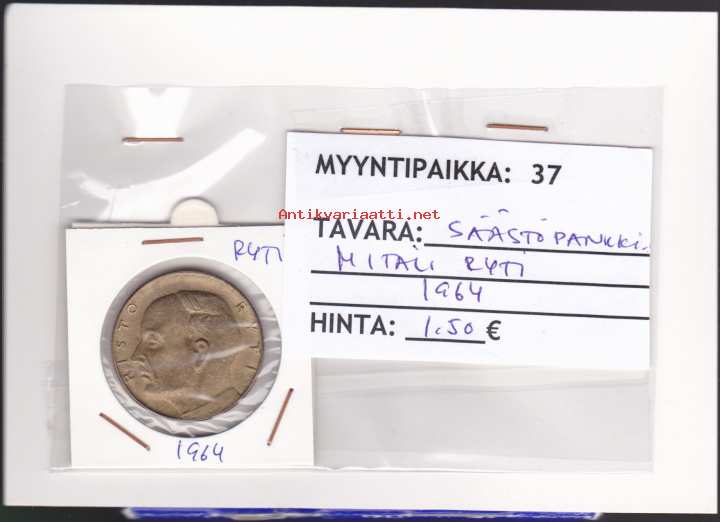 MYYNTIPAIKKA: 37
Antikvariaatti.net
TAVARA: SÄÄSTÖPANKKI-
MITALI RYTI
1964
HINTA: 1.50 €
RYTI
RISTO RYTI
1964